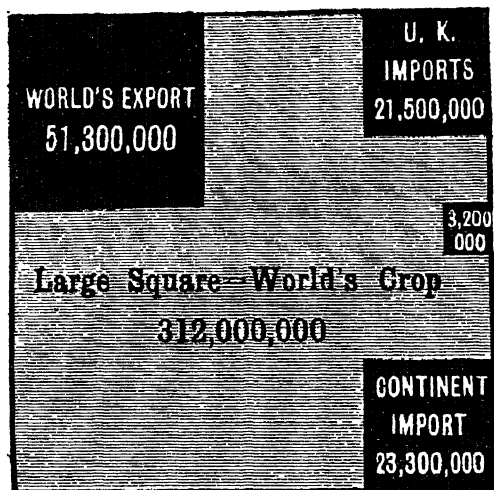 WORLD'S EXPORT
51,300,000
U. K.
IMPORTS
21,500,000
3,200
000
Large Square—World's Crop
312,000,000
CONTINENT
IMPORT
23,300,000